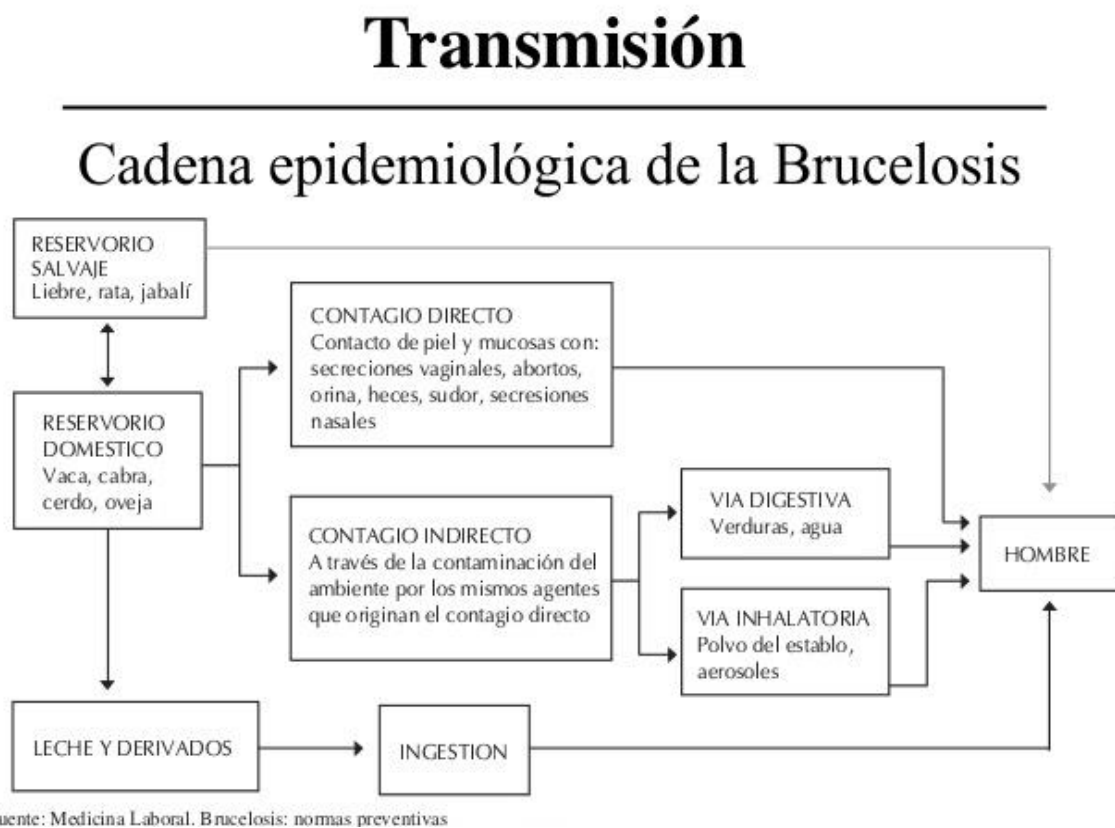 Transmisión
Cadena epidemiológica de la Brucelosis
RESERVORIO
SALVAJE
Liebre, rata, jabalí
CONTAGIO DIRECTO
Contacto de piel y mucosas con:
secreciones vaginales, abortos,
orina, heces, sudor, secresiones
nasales
RESERVORIO
DOMESTICO
Vaca, cabra,
cerdo, oveja
CONTAGIO INDIRECTO
A través de la contaminación del
ambiente por los mismos agentes
que originan el contagio directo
VIA DIGESTIVA
Verduras, agua
HOMBRE
VIA INHALATORIA
Polvo del establo,
aerosoles
LECHE Y DERIVADOS
INGESTION
uente: Medicina Laboral. Brucelosis: normas preventivas